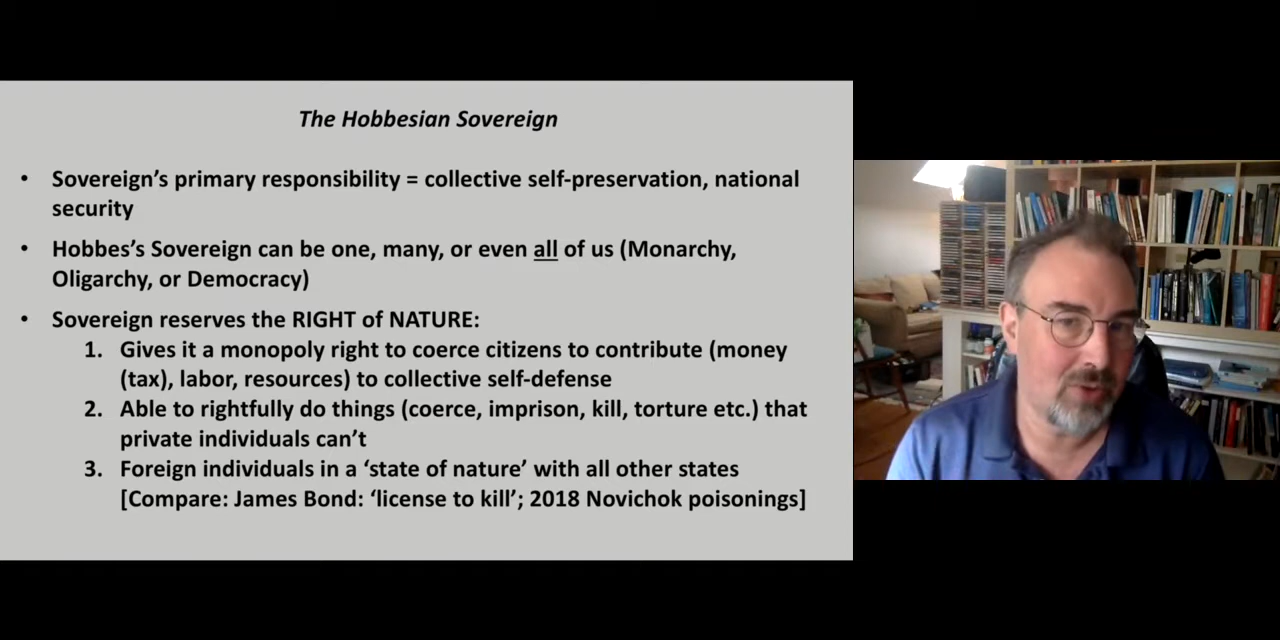 The Hobbesian Sovereign
• Sovereign’s primary responsibility = collective self-preservation, national
security
• Hobbes’s Sovereign can be one, many, or even all of us (Monarchy,
Oligarchy, or Democracy)
• Sovereign reserves the RIGHT of NATURE:
1. Gives it a monopoly right to coerce citizens to contribute (money
(tax), labor, resources) to collective self-defense
2. Able to rightfully do things (coerce, imprison, kill, torture etc.) that
private individuals can’t
3. Foreign individuals in a ‘state of nature’ with all other states
[Compare: James Bond: ‘license to kill’; 2018 Novichok poisonings]